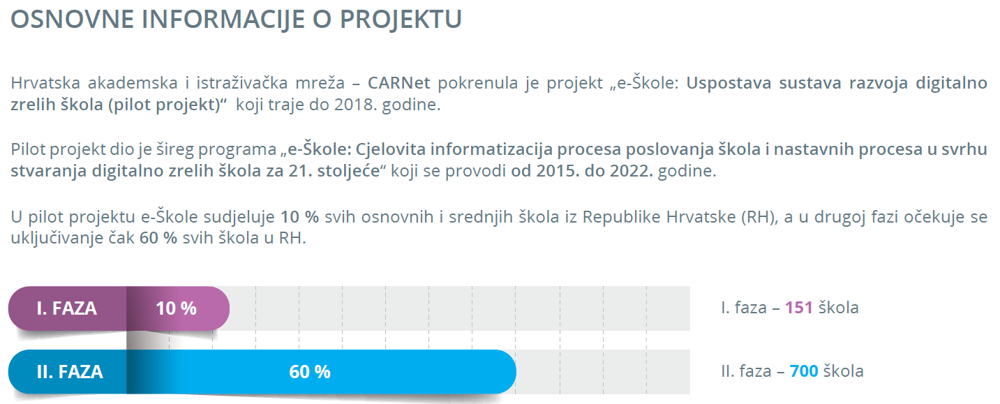 OSNOVNE INFORMACIJE O PROJEKTU
Hrvatska akademska i istraživačka mreža – CARNet pokrenula je projekt „e-Škole: Uspostava sustava razvoja digitalno
zrelih škola (pilot projekt)“ koji traje do 2018. godine.
Pilot projekt dio je šireg programa „e-Škole: Cjelovita informatizacija procesa poslovanja škola i nastavnih procesa u svrhu
stvaranja digitalno zrelih škola za 21. stoljeće“ koji se provodi od 2015. do 2022. godine.
U pilot projektu e-Škole sudjeluje 10 % svih osnovnih i srednjih škola iz Republike Hrvatske (RH), a u drugoj fazi očekuje se
uključivanje čak 60 % svih škola u RH.
I. FAZA 10 % I. faza – 151 škola
II. FAZA 60 % II. faza – 700 škola